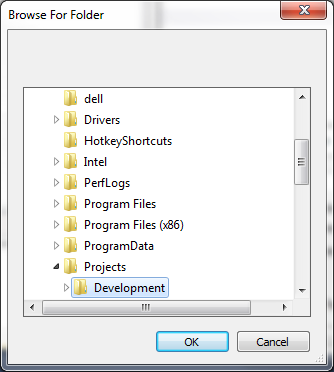 Browse For Folder
dell
Drivers
HotkeyShortcuts
Intel
PerfLogs
Program Files
Program Files (x86)
ProgramData
Projects
Development
OK
Cancel